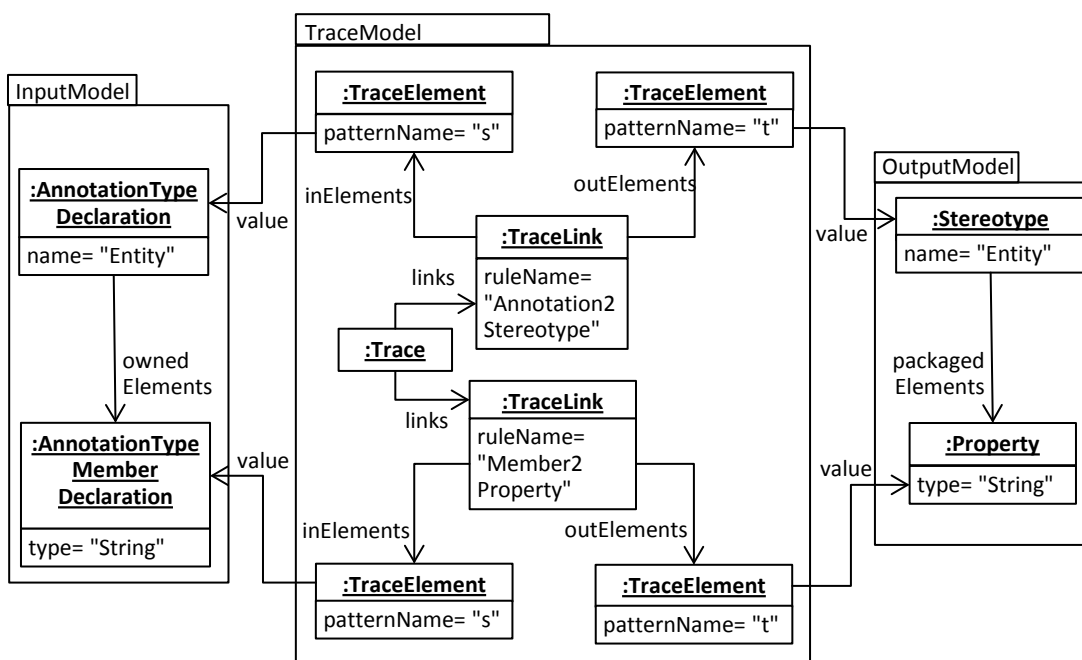 TraceModel
InputModel
:TraceElement
patternName= "s"
:TraceElement
patternName= "t"
OutputModel
:AnnotationType
Declaration
name= "Entity"
value
inElements
outElements
value
:Stereotype
name= "Entity"
:TraceLink
ruleName=
"Annotation2
Stereotype"
links
:Trace
links
owned
Elements
packaged
Elements
:TraceLink
ruleName=
"Member2
Property"
:AnnotationType
Member
Declaration
type= "String"
value
value
:Property
type= "String"
inElements
outElements
:TraceElement
patternName= "s"
:TraceElement
patternName= "t"